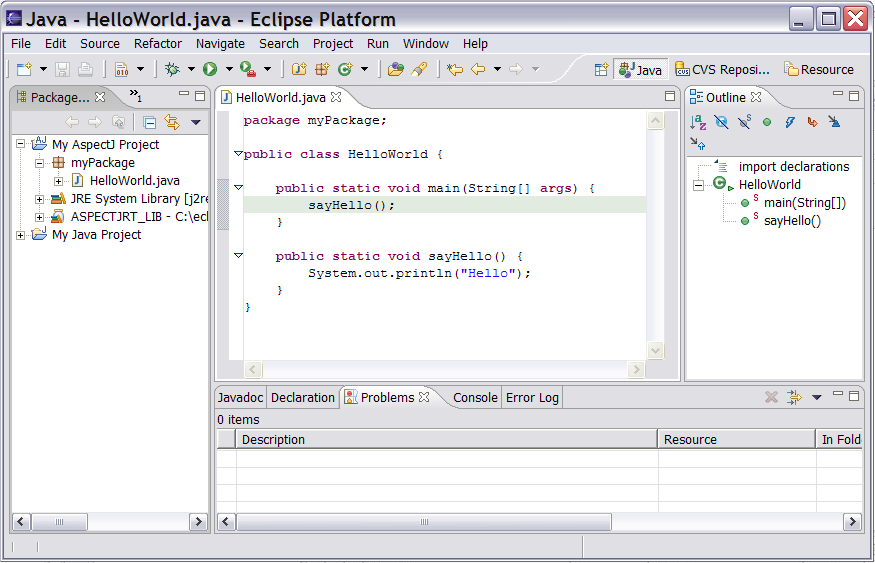 Java - HelloWorld.java - Eclipse Platform
File Edit Source Refactor Navigate Search Project Run Window Help
Java CVS Reposi... Resource
Package... »1
My AspectJ Project
myPackage
HelloWorld.java
JRE System Library [j2re
ASPECTJRT_LIB - C:\ecl
My Java Project
HelloWorld.java
package myPackage;
public class HelloWorld {
public static void main(String[] args) {
sayHello();
}
public static void sayHello() {
System.out.println("Hello");
}
}
Outline
import declarations
HelloWorld
main(String[])
sayHello()
Javadoc Declaration Problems Console Error Log
0 items
Description Resource In Fold